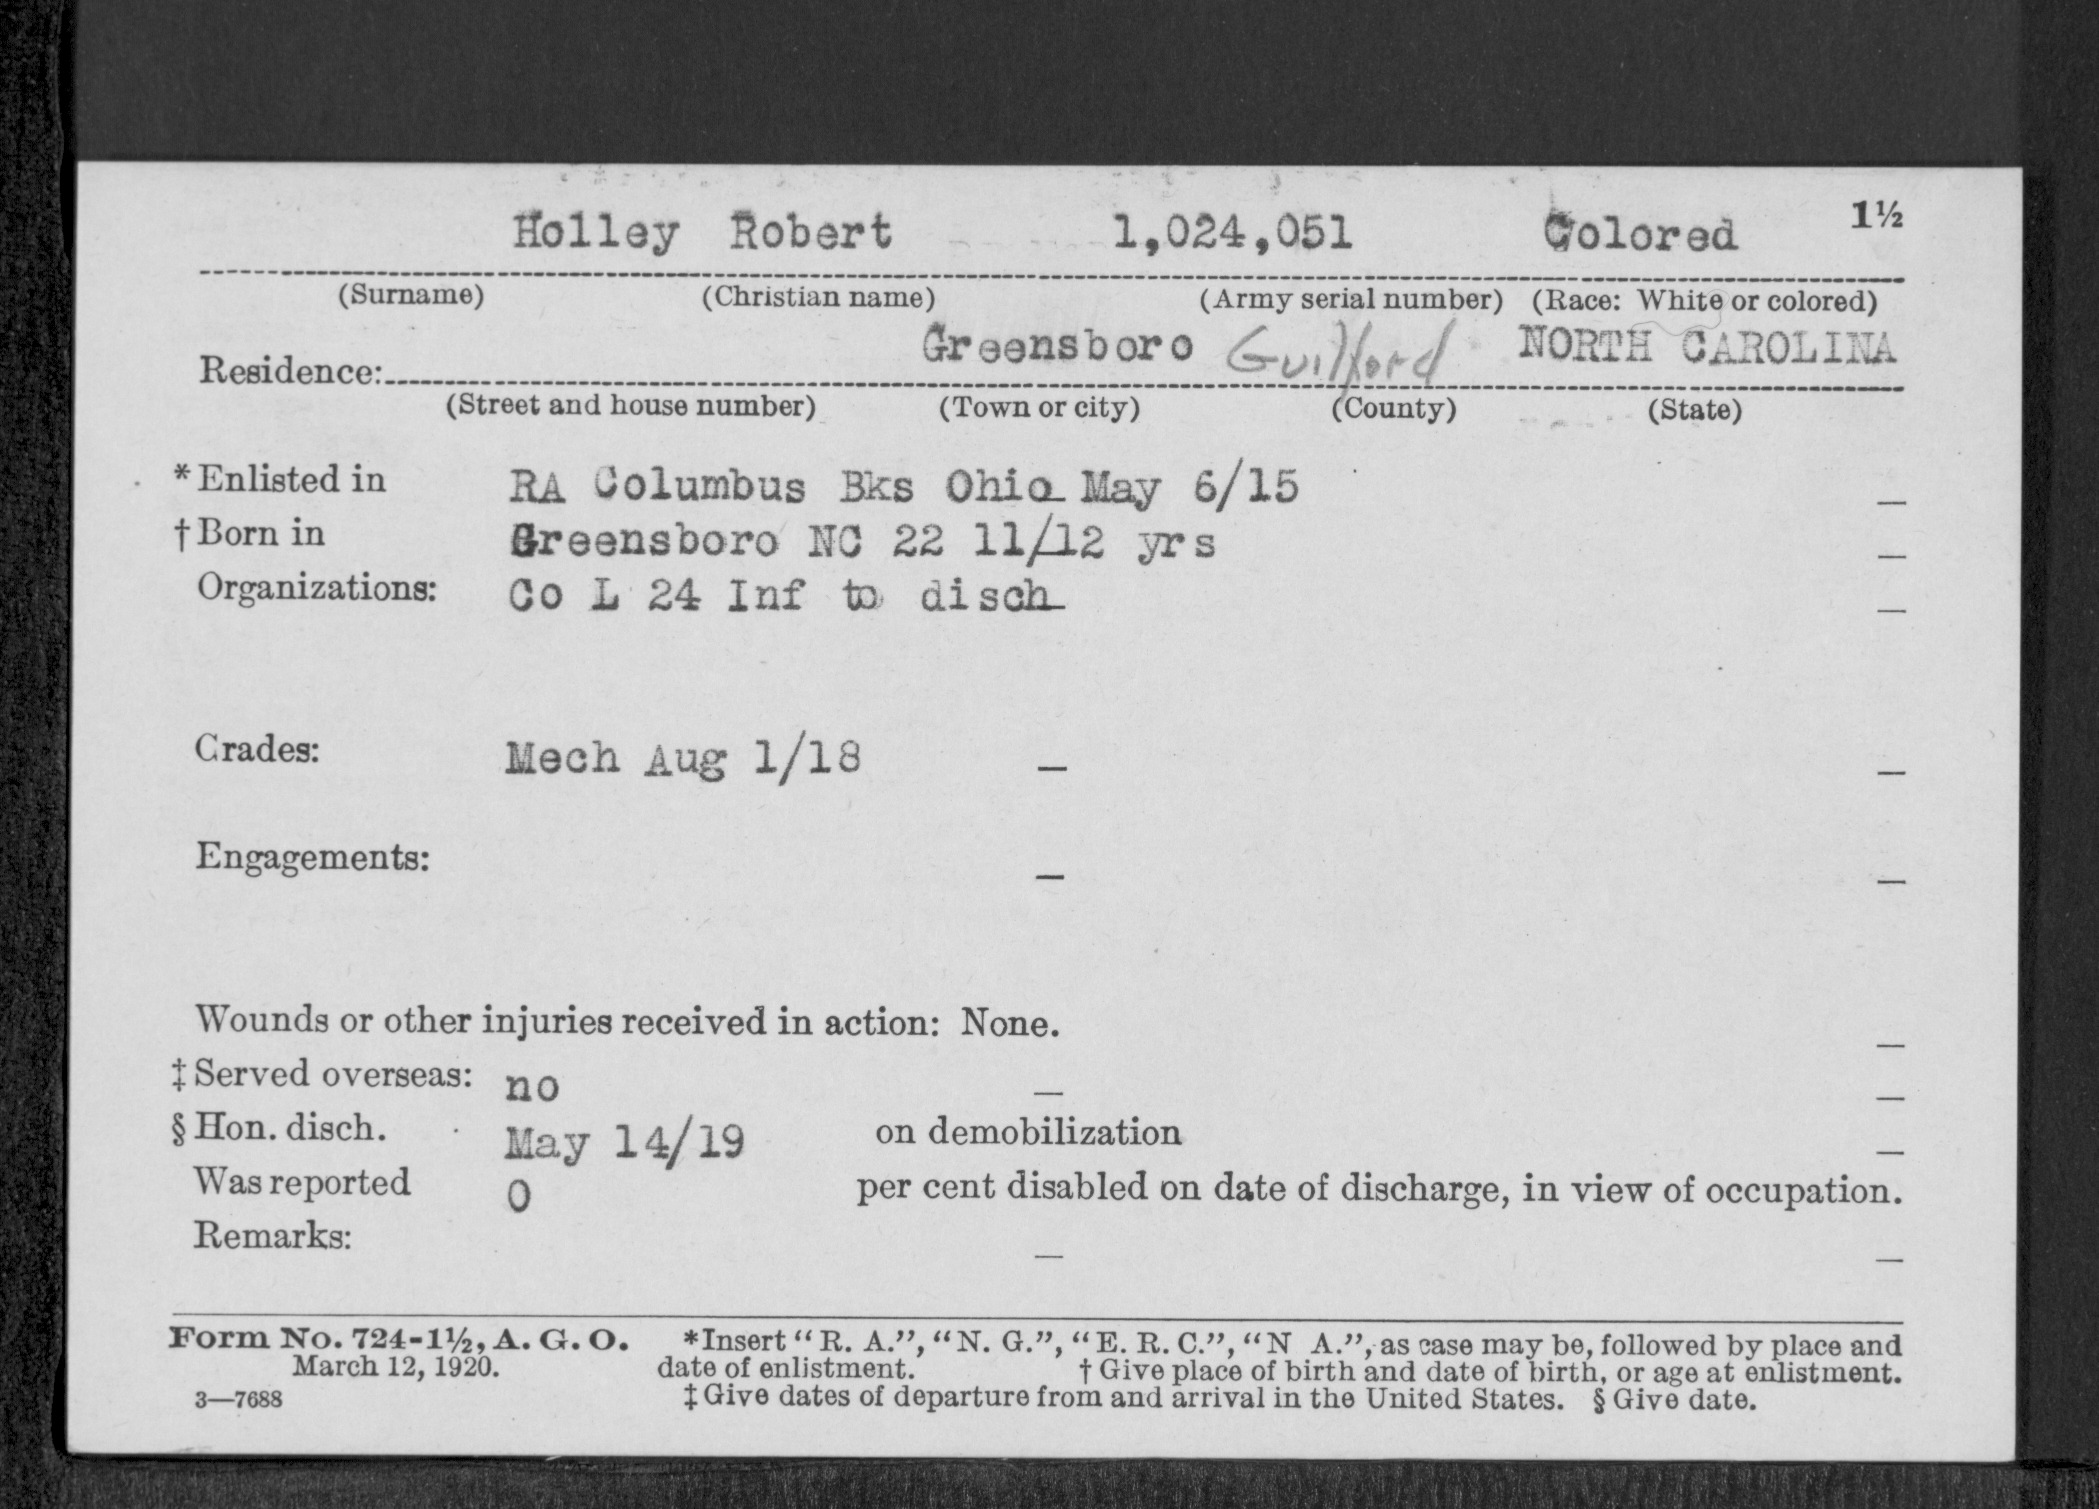 Holley Robert 1,024,051 Colored 1½
(Surname) (Christian name) (Army serial number) (Race: White or colored)
Residence: Greensboro Guilford NORTH CAROLINA
(Street and house number) (Town or city) (County) (State)
*Enlisted in RA Columbus Bks Ohio May 6/15 –
†Born in Greensboro NC 22 11/12 yrs –
Organizations: Co L 24 Inf to disch –
Grades: Mech Aug 1/18 – –
Engagements: – –
Wounds or other injuries received in action: None. –
‡Served overseas: no – –
§Hon. disch. May 14/19 on demobilization –
Was reported 0 per cent disabled on date of discharge, in view of occupation.
Remarks: – –
Form No. 724-1½, A. G. O. *Insert "R. A.", "N. G.", "E. R. C.", "N A.", as case may be, followed by place and
March 12, 1920. date of enlistment. †Give place of birth and date of birth, or age at enlistment.
3—7688 ‡Give dates of departure from and arrival in the United States. §Give date.